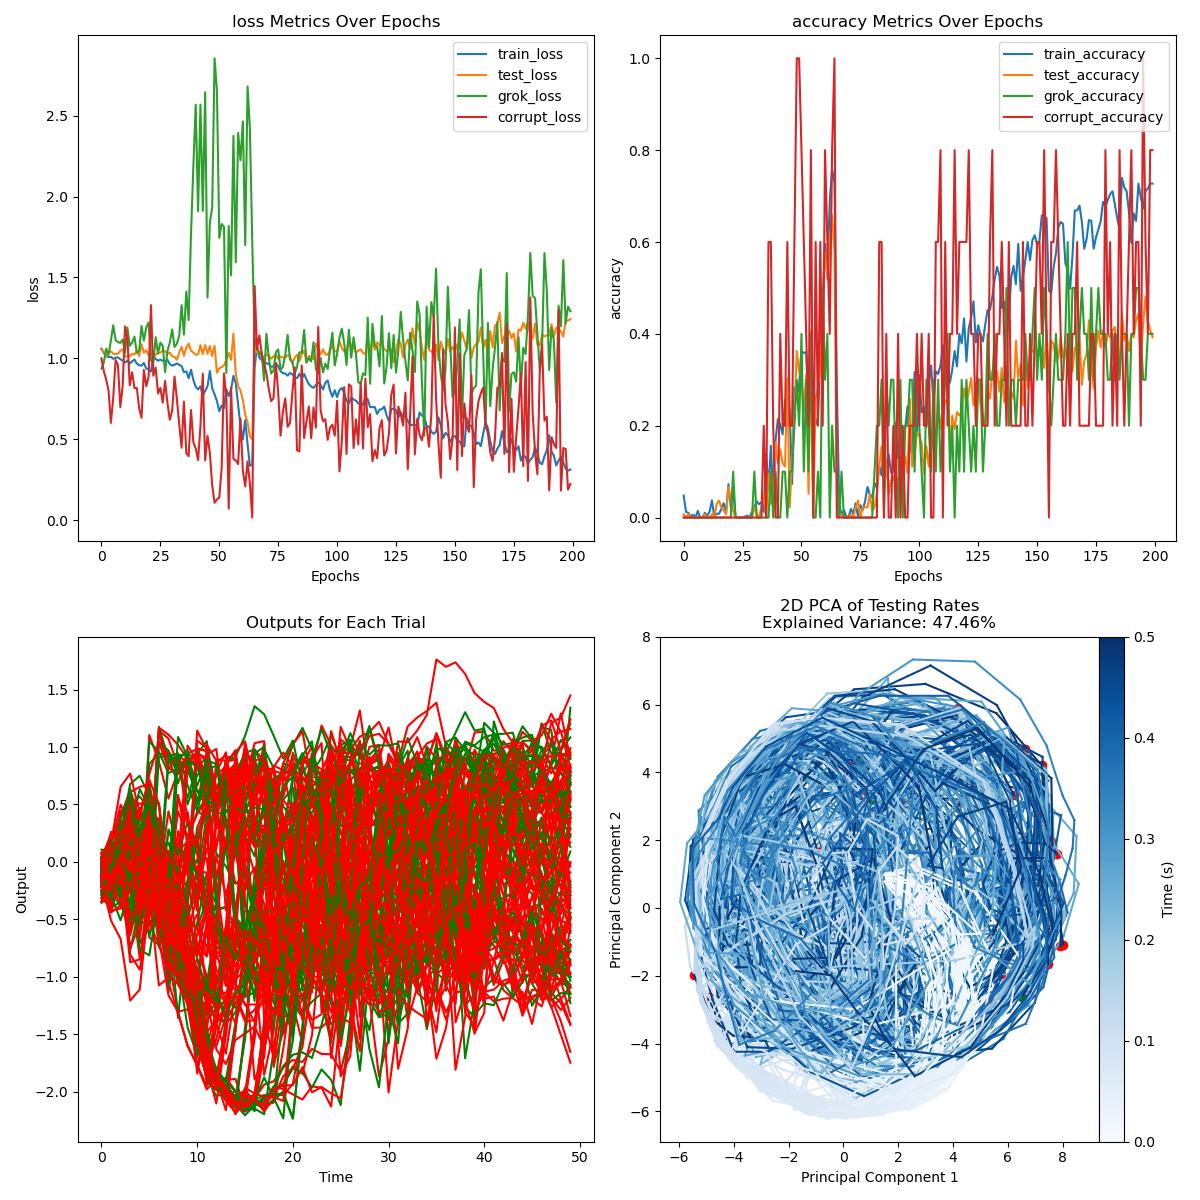 loss Metrics Over Epochs
train_loss
test_loss
grok_loss
corrupt_loss
2.5
2.0
1.5
1.0
0.5
0.0
loss
0 25 50 75 100 125 150 175 200
Epochs
accuracy Metrics Over Epochs
train_accuracy
test_accuracy
grok_accuracy
corrupt_accuracy
1.0
0.8
0.6
0.4
0.2
0.0
accuracy
0 25 50 75 100 125 150 175 200
Epochs
Outputs for Each Trial
1.5
1.0
0.5
0.0
−0.5
−1.0
−1.5
−2.0
Output
0 10 20 30 40 50
Time
2D PCA of Testing Rates
Explained Variance: 47.46%
8
6
4
2
0
−2
−4
−6
Principal Component 2
−6 −4 −2 0 2 4 6 8
Principal Component 1
0.5
0.4
0.3
0.2
0.1
0.0
Time (s)